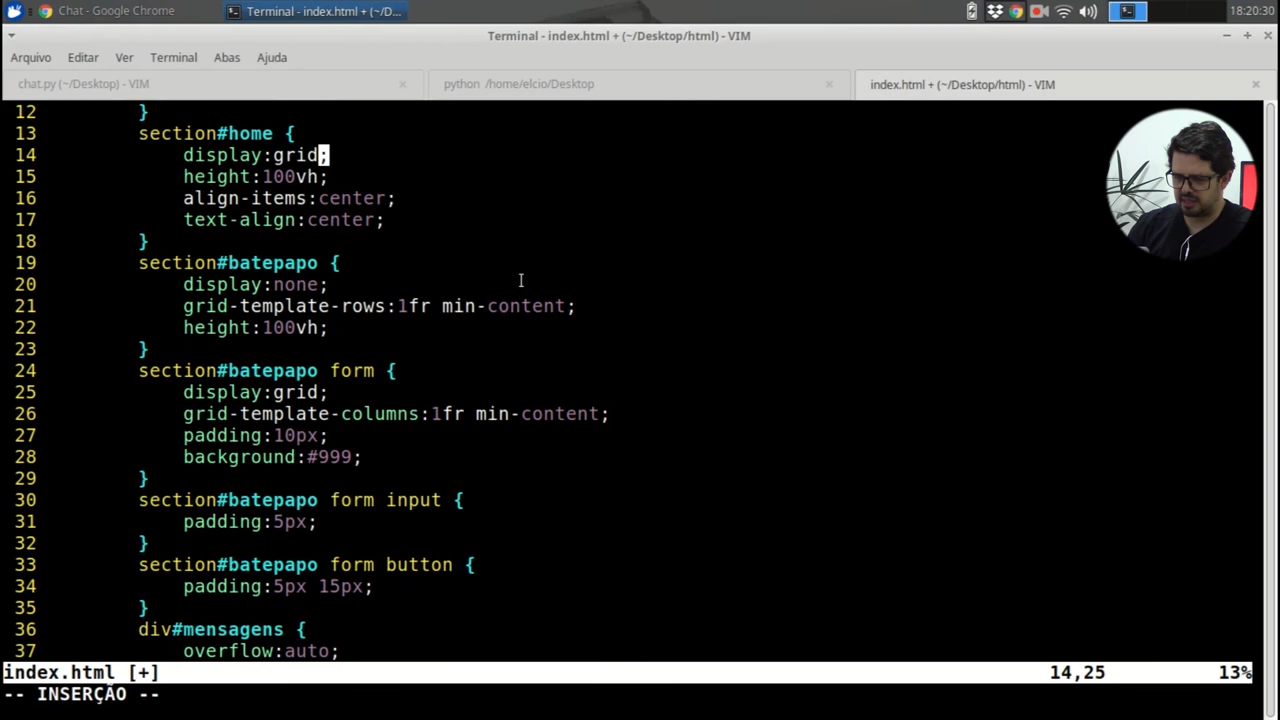 Chat - Google Chrome
Terminal - index.html + (~/D...
18:20:30
Terminal - index.html + (~/Desktop/html) - VIM
Arquivo Editar Ver Terminal Abas Ajuda
chat.py (~/Desktop) - VIM
python /home/elcio/Desktop
index.html + (~/Desktop/html) - VIM
12 }
13 section#home {
14 display:grid;
15 height:100vh;
16 align-items:center;
17 text-align:center;
18 }
19 section#batepapo {
20 display:none;
21 grid-template-rows:1fr min-content;
22 height:100vh;
23 }
24 section#batepapo form {
25 display:grid;
26 grid-template-columns:1fr min-content;
27 padding:10px;
28 background:#999;
29 }
30 section#batepapo form input {
31 padding:5px;
32 }
33 section#batepapo form button {
34 padding:5px 15px;
35 }
36 div#mensagens {
37 overflow:auto;
index.html [+] 14,25 13%
-- INSERÇÃO --